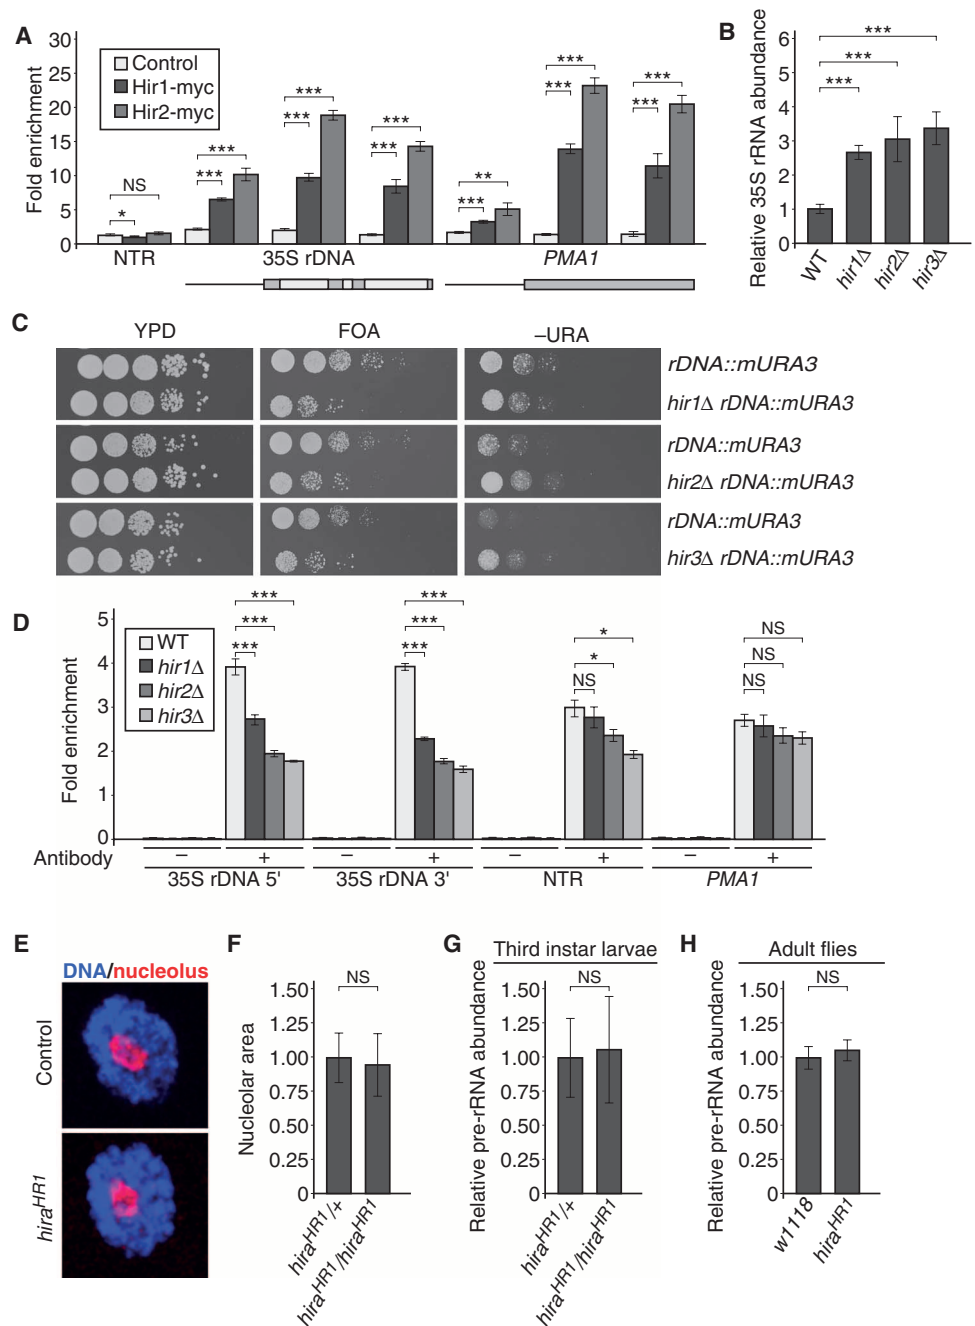 A
Fold enrichment
30
25
20
15
10
5
0
Control
Hir1-myc
Hir2-myc
NS
*
***
***
***
***
***
***
***
**
***
***
***
***
NTR
35S rDNA
PMA1
B
Relative 35S rRNA abundance
6
5
4
3
2
1
0
***
***
***
WT
hir1Δ
hir2Δ
hir3Δ
C
YPD
FOA
–URA
rDNA::mURA3
hir1Δ rDNA::mURA3
rDNA::mURA3
hir2Δ rDNA::mURA3
rDNA::mURA3
hir3Δ rDNA::mURA3
D
Fold enrichment
5
4
3
2
1
0
WT
hir1Δ
hir2Δ
hir3Δ
***
***
***
***
***
***
*
*
NS
NS
NS
NS
Antibody
– + – + – + – +
35S rDNA 5'
35S rDNA 3'
NTR
PMA1
E
DNA/nucleolus
Control
hiraHR1
F
Nucleolar area
1.50
1.25
1.00
0.75
0.50
0.25
0
NS
hiraHR1/+
hiraHR1/hiraHR1
G
Third instar larvae
Relative pre-rRNA abundance
1.50
1.25
1.00
0.75
0.50
0.25
0
NS
hiraHR1/+
hiraHR1/hiraHR1
H
Adult flies
Relative pre-rRNA abundance
1.50
1.25
1.00
0.75
0.50
0.25
0
NS
w1118
hiraHR1